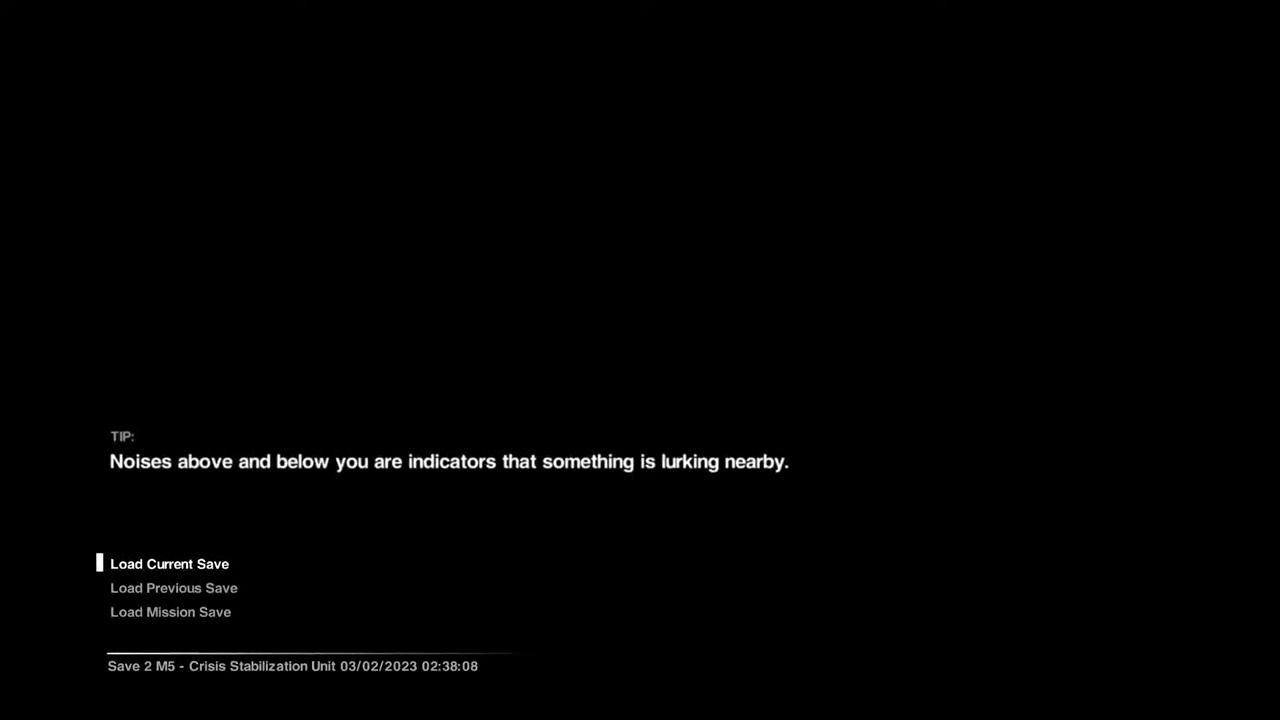 TIP:
Noises above and below you are indicators that something is lurking nearby.
Load Current Save
Load Previous Save
Load Mission Save
Save 2 M5 - Crisis Stabilization Unit 03/02/2023 02:38:08